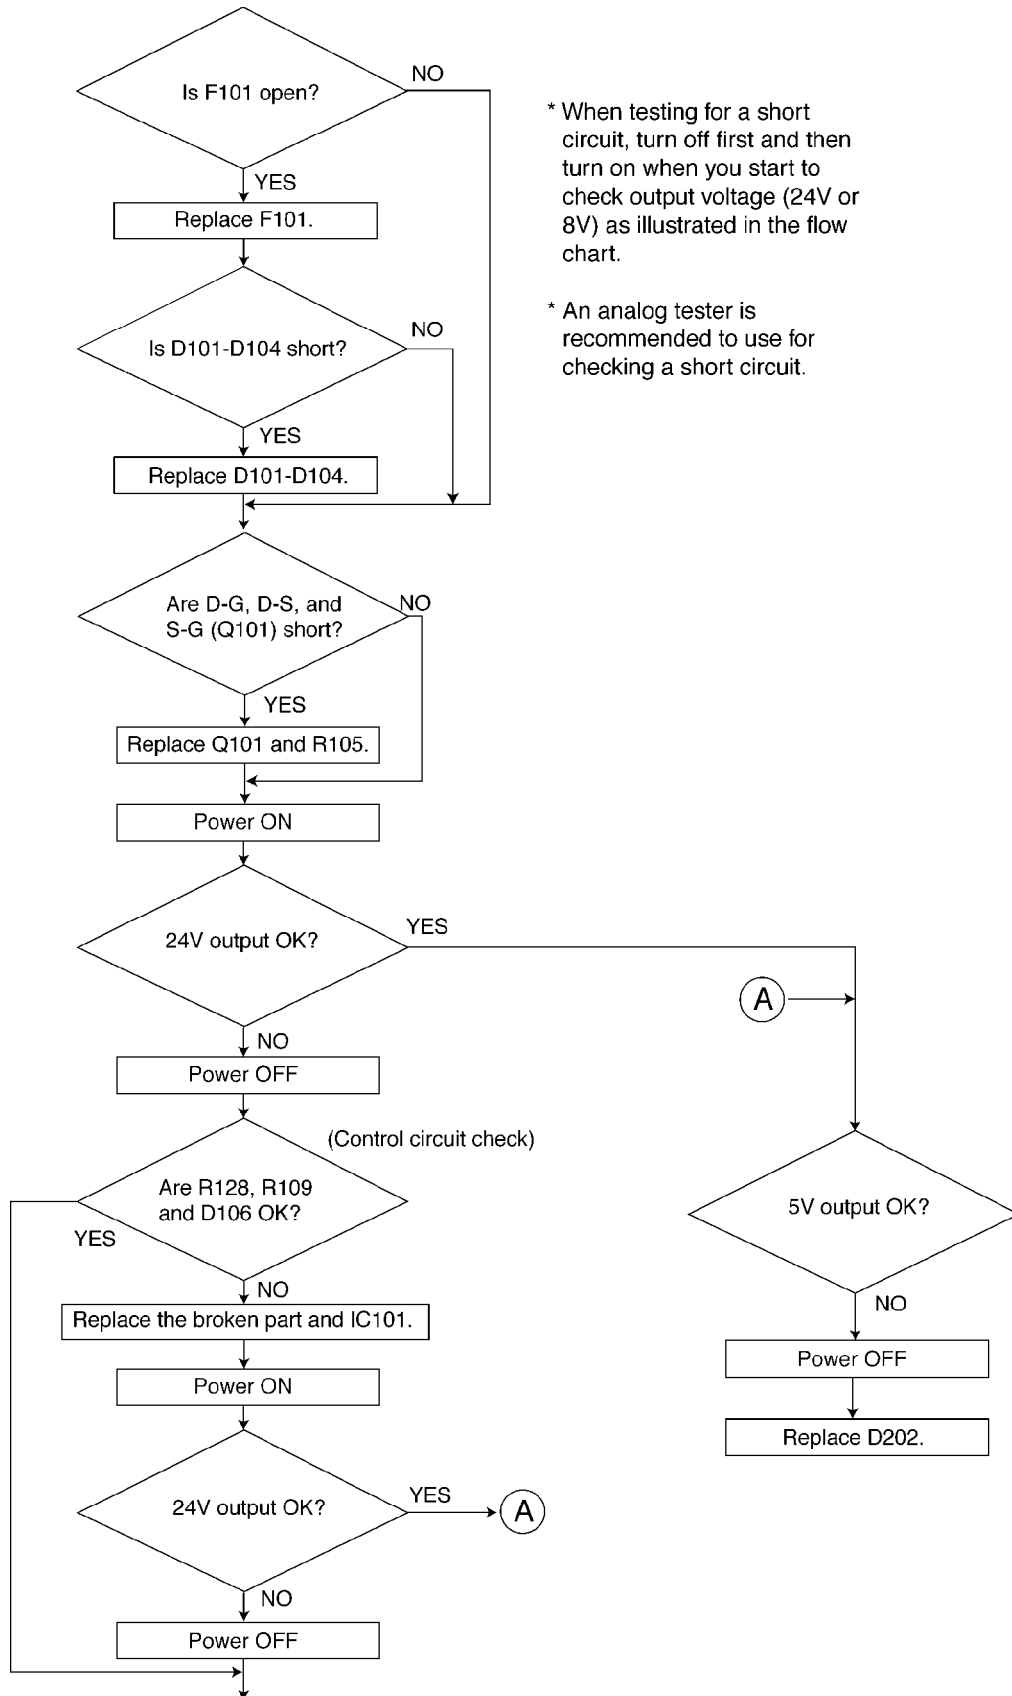 Is F101 open?
NO
YES
Replace F101.
Is D101-D104 short?
NO
YES
Replace D101-D104.
Are D-G, D-S, and
S-G (Q101) short?
NO
YES
Replace Q101 and R105.
Power ON
24V output OK?
YES
NO
Power OFF
(Control circuit check)
Are R128, R109
and D106 OK?
YES
NO
Replace the broken part and IC101.
Power ON
24V output OK?
YES
A
NO
Power OFF
* When testing for a short
circuit, turn off first and then
turn on when you start to
check output voltage (24V or
8V) as illustrated in the flow
chart.
* An analog tester is
recommended to use for
checking a short circuit.
A
5V output OK?
NO
Power OFF
Replace D202.